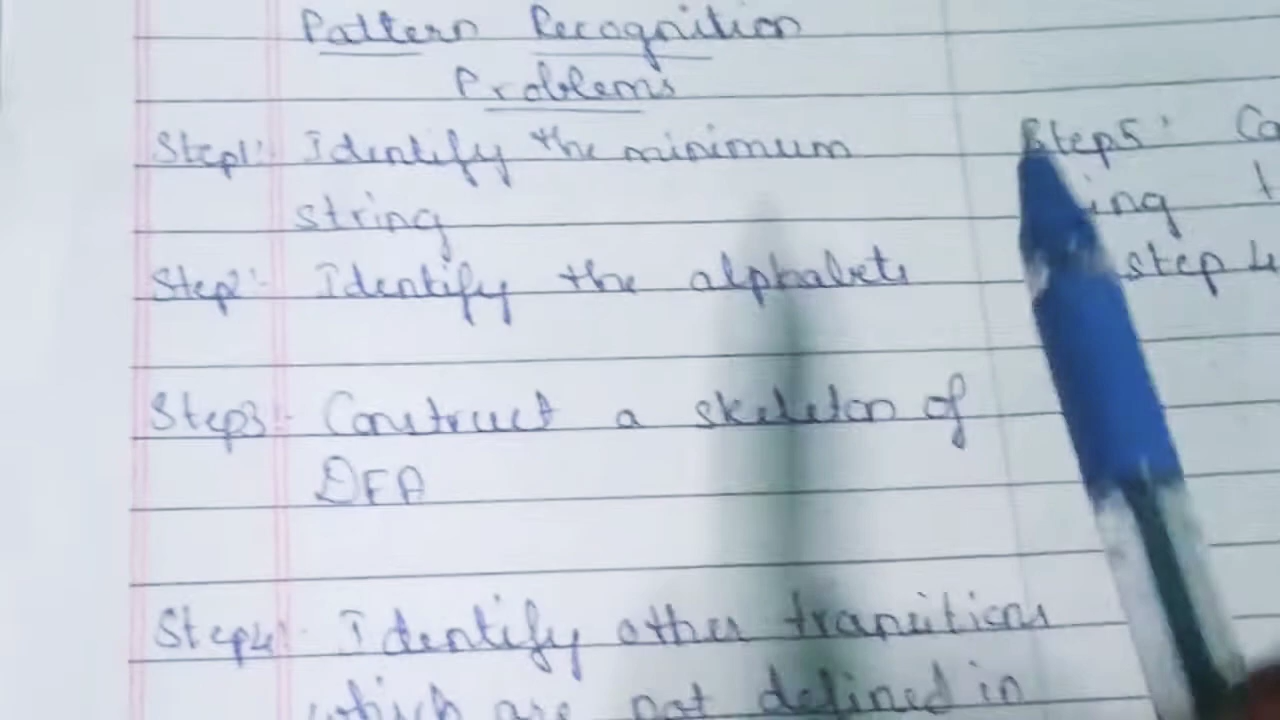 Pattern Recognition
Problems
Step1:- Identify the minimum
string
Step2:- Identify the alphabets
Step3:- Construct a skeleton of
DFA
Step4:- Identify other transitions
which are not defined in
Step5:
step 4